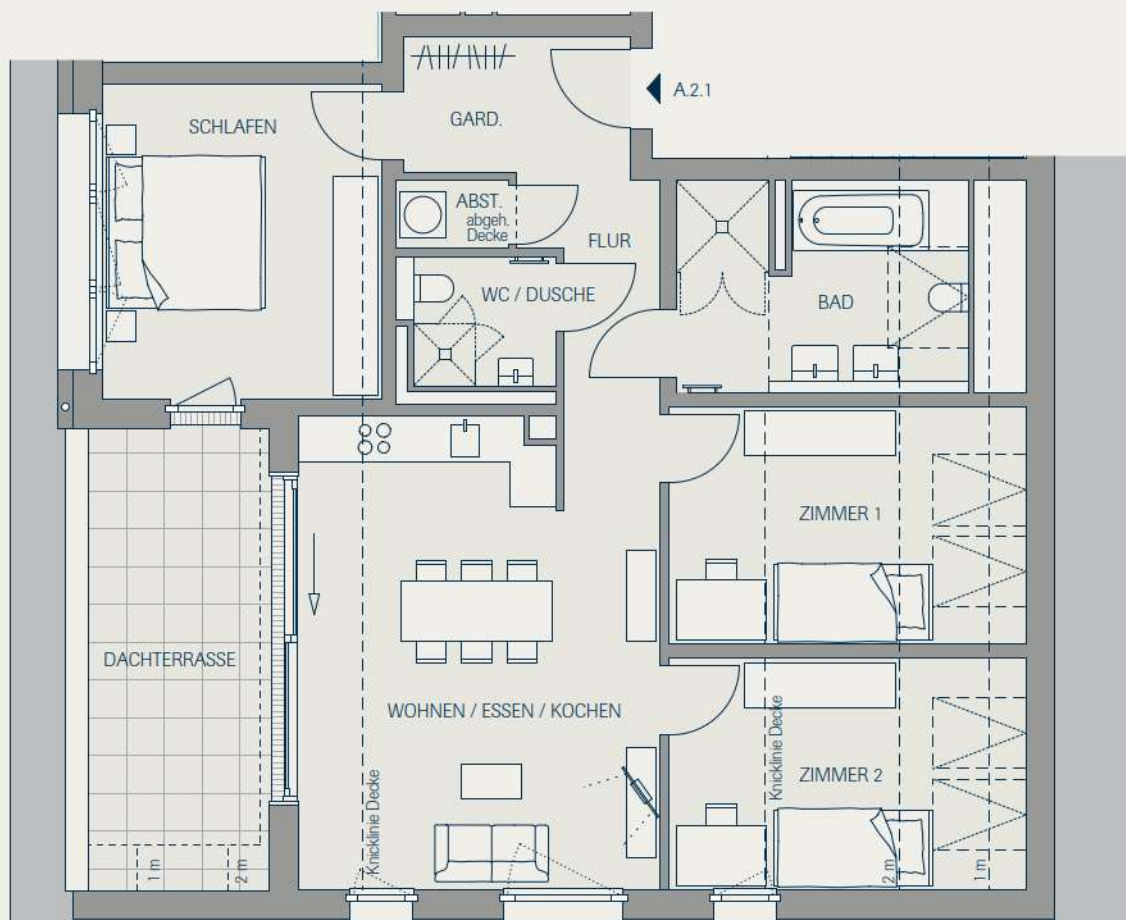 A.2.1
SCHLAFEN
GARD.
ABST.
abgeh.
Decke
FLUR
WC / DUSCHE
BAD
ZIMMER 1
DACHTERRASSE
WOHNEN / ESSEN / KOCHEN
Knicklinie Decke
ZIMMER 2
Knicklinie Decke
1 m
2 m
2 m
1 m